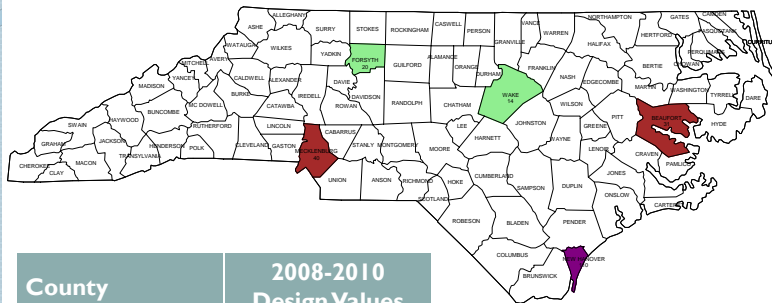 ALLEGHANY
ASHE
SURRY
STOKES
ROCKINGHAM
CASWELL
PERSON
GRANVILLE
VANCE
WARREN
NORTHAMPTON
GATES
CAMDEN
PASQUOTANK
HERTFORD
PERQUIMANS
CHOWAN
HALIFAX
BERTIE
WATAUGA
WILKES
YADKIN
FORSYTH
20
GUILFORD
ALAMANCE
ORANGE
DURHAM
FRANKLIN
NASH
EDGECOMBE
MARTIN
WASHINGTON
TYRRELL
DARE
MITCHELL
AVERY
YANCEY
MADISON
CALDWELL
ALEXANDER
DAVIE
IREDELL
DAVIDSON
RANDOLPH
CHATHAM
WAKE
14
WILSON
PITT
BEAUFORT
HYDE
BURKE
MC DOWELL
BUNCOMBE
HAYWOOD
CATAWBA
ROWAN
LEE
JOHNSTON
GREENE
SWAIN
GRAHAM
JACKSON
RUTHERFORD
LINCOLN
CABARRUS
HARNETT
WAYNE
LENOIR
CRAVEN
PAMLICO
HENDERSON
POLK
CLEVELAND
GASTON
MECKLENBURG
40
STANLY
MONTGOMERY
MOORE
CHEROKEE
CLAY
MACON
TRANSYLVANIA
UNION
ANSON
RICHMOND
HOKE
CUMBERLAND
SAMPSON
DUPLIN
JONES
ONSLOW
SCOTLAND
ROBESON
BLADEN
PENDER
COLUMBUS
BRUNSWICK
County
2008-2010
Design Values